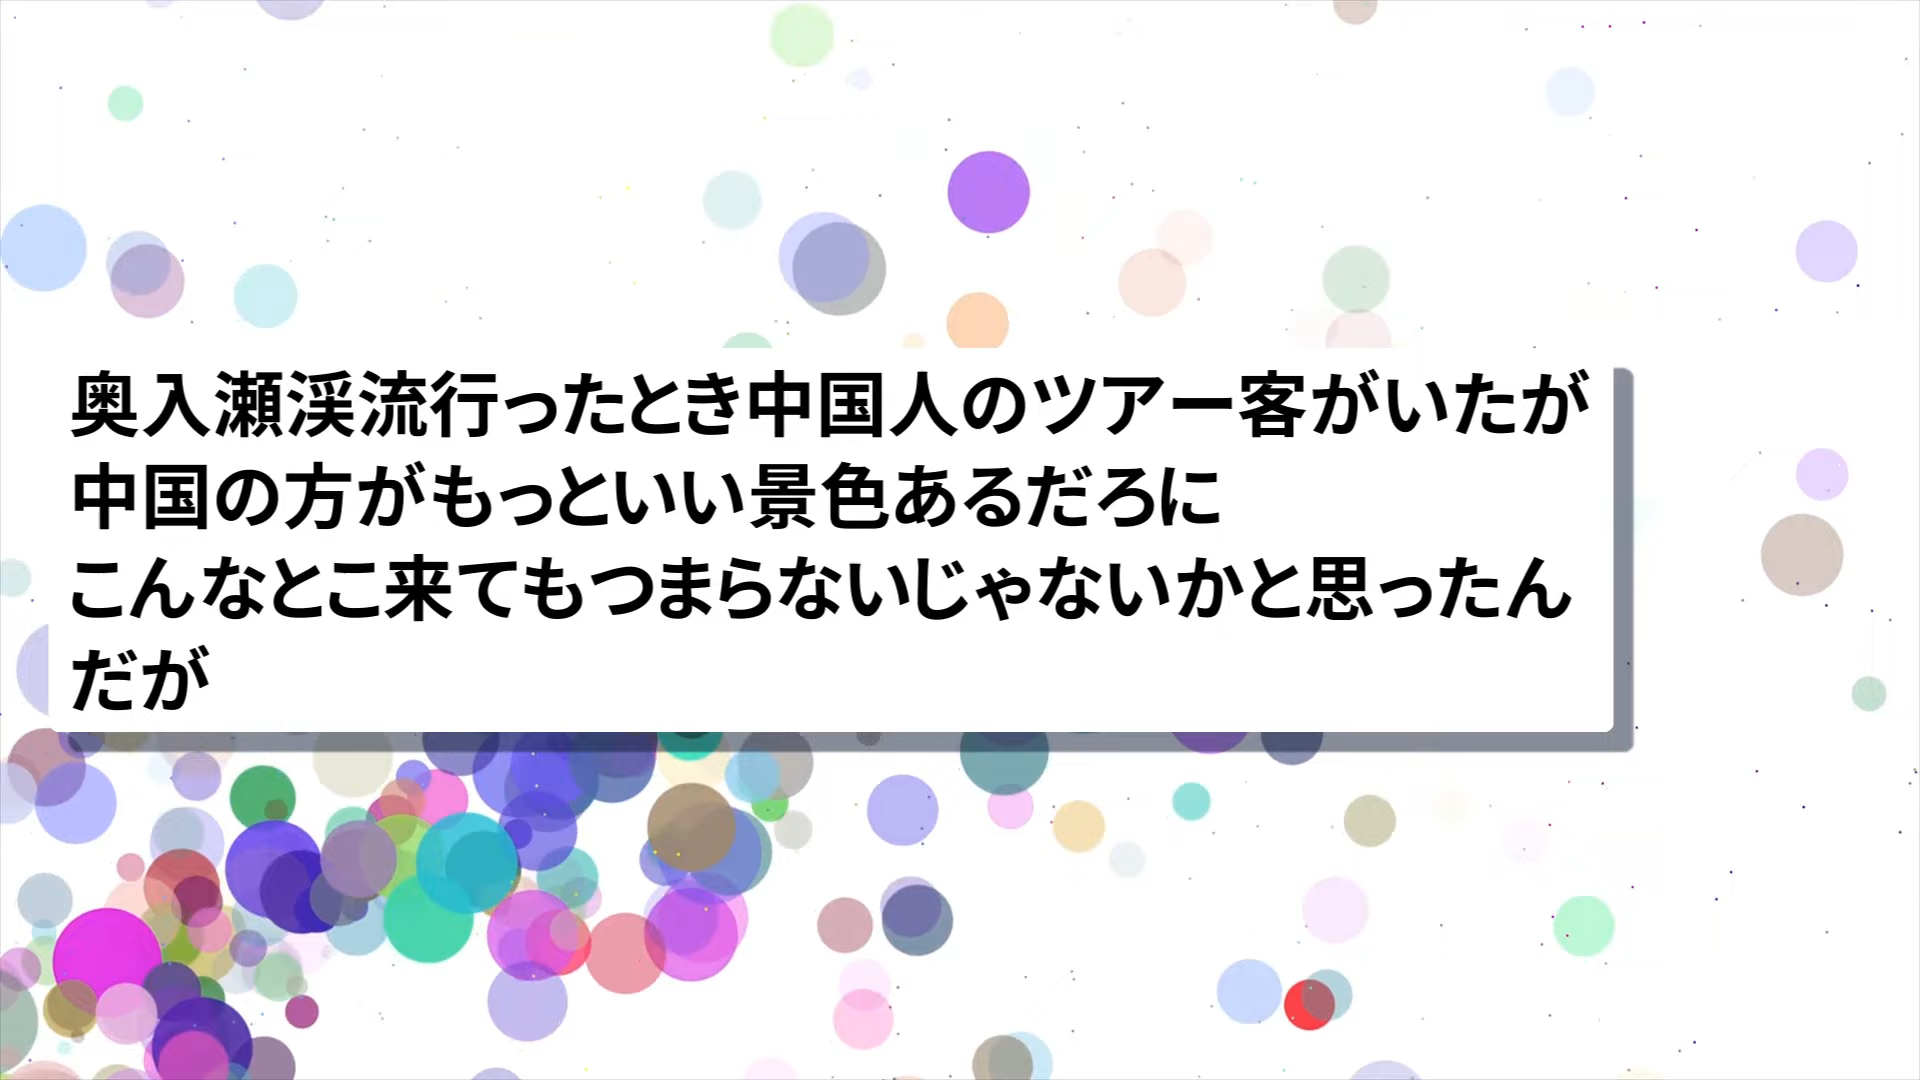 奥入瀬渓流行ったとき中国人のツアー客がいたが
中国の方がもっといい景色あるだろに
こんなとこ来てもつまらないじゃないかと思ったん
だが